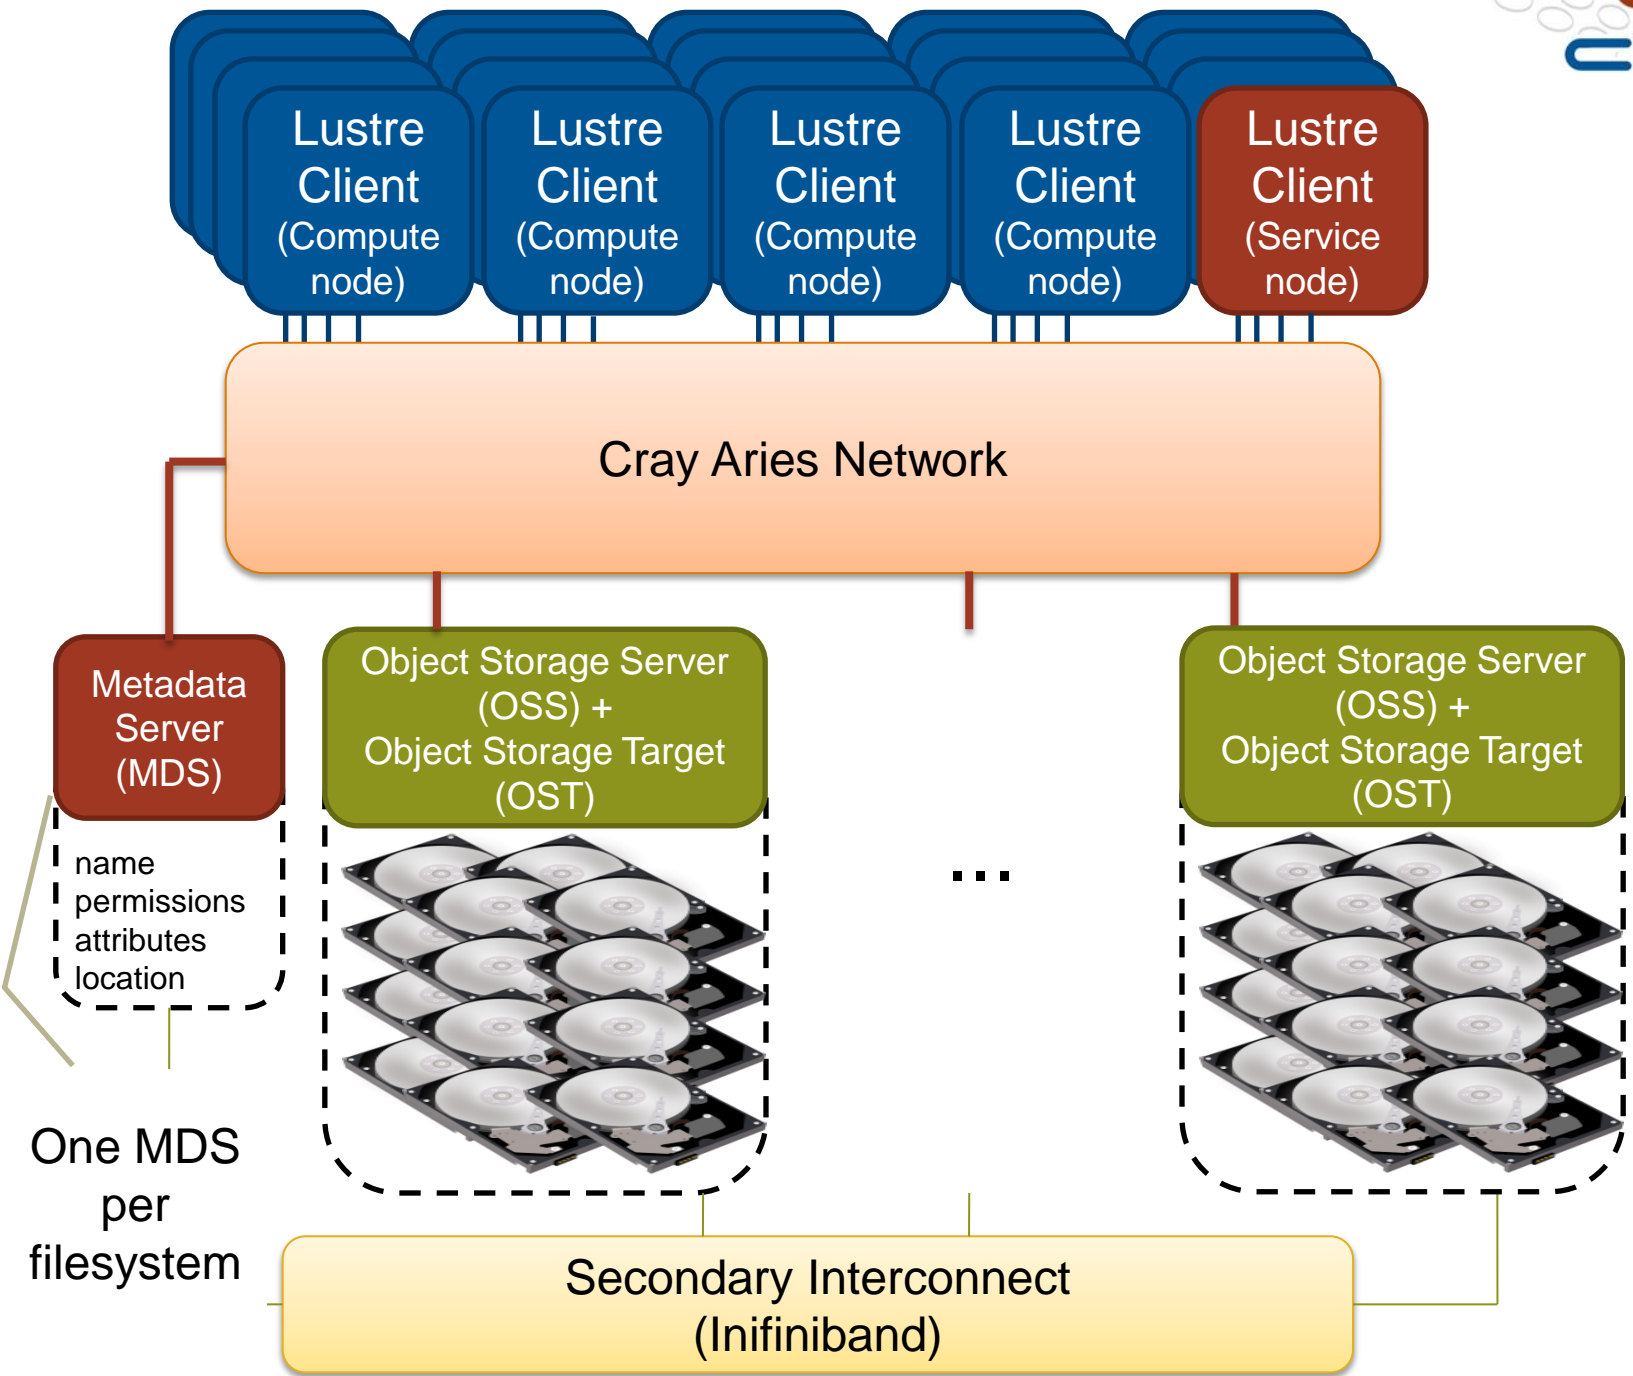 Lustre
Client
(Compute
node)
Lustre
Client
(Compute
node)
Lustre
Client
(Compute
node)
Lustre
Client
(Compute
node)
Lustre
Client
(Service
node)
Cray Aries Network
Metadata
Server
(MDS)
name
permissions
attributes
location
One MDS
per
filesystem
Object Storage Server
(OSS) +
Object Storage Target
(OST)
...
Object Storage Server
(OSS) +
Object Storage Target
(OST)
Secondary Interconnect
(Inifiniband)